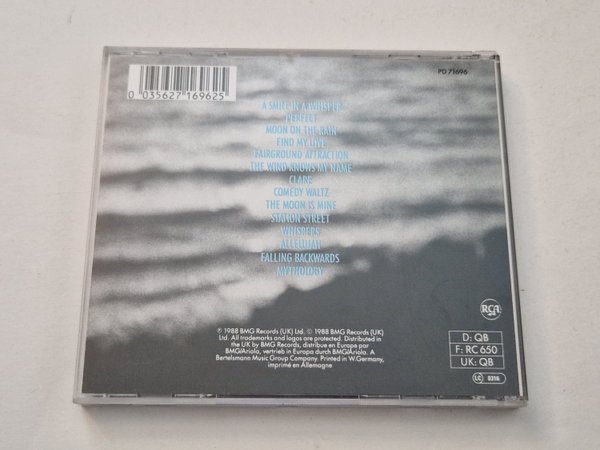 PD 71696
0 035627 169625
A SMILE IN A WHISPER
PERFECT
MOON ON THE RAIN
FIND MY LOVE
FAIRGROUND ATTRACTION
THE WIND KNOWS MY NAME
CLARE
COMEDY WALTZ
THE MOON IS MINE
STATION STREET
WHISPERS
ALLELUJAH
FALLING BACKWARDS
MYTHOLOGY
RCA
℗ 1988 BMG Records (UK) Ltd. © 1988 BMG Records (UK)
Ltd. All trademarks and logos are protected. Distributed in
the UK by BMG Records, distribue en Europe par
BMG/Ariola, vertrieb in Europa durch BMG/Ariola. A
Bertelsmann Music Group Company. Printed in W.Germany,
imprimé en Allemagne
D: QB
F: RC 650
UK: QB
LC 0316